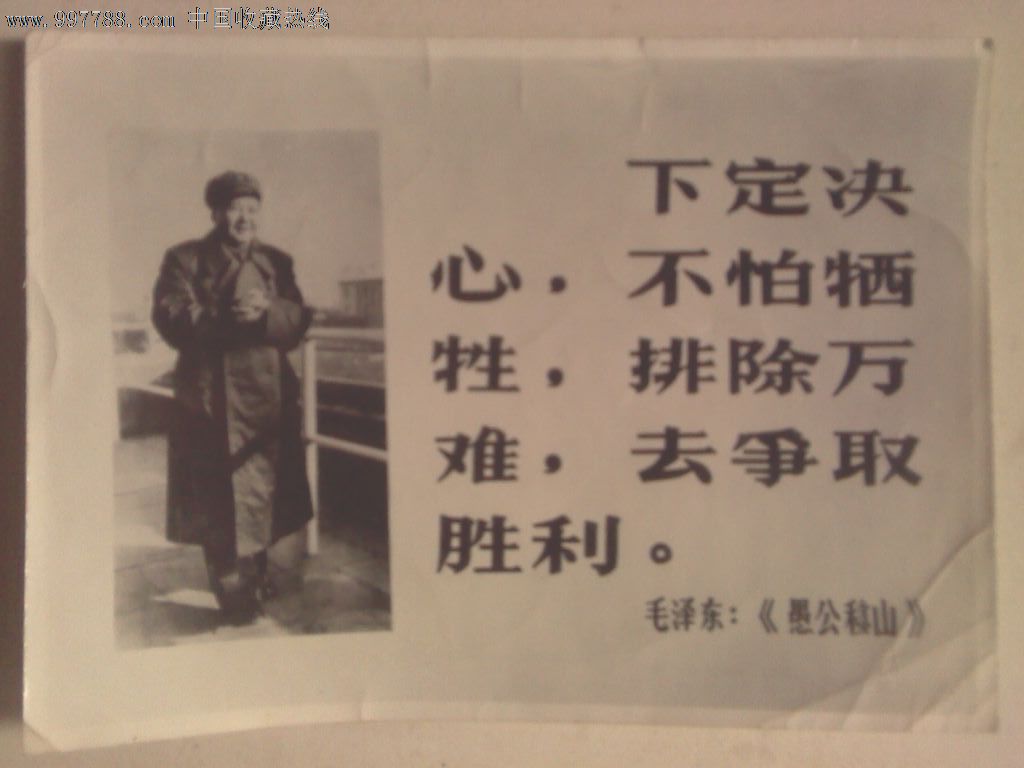 www.997788.com 中国收藏热线
下定决
心，不怕牺
牲，排除万
难，去爭取
胜利。
毛泽东：《愚公移山》